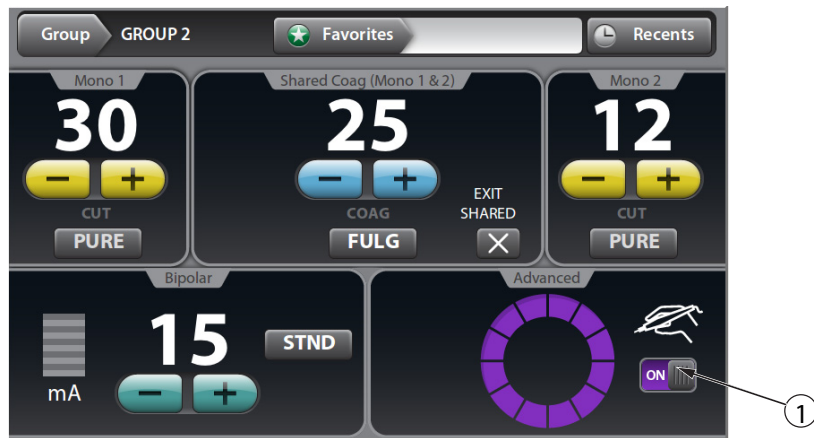 Group GROUP 2 Favorites Recents
Mono 1 Shared Coag (Mono 1 & 2) Mono 2
30 25 12
− + − + − +
EXIT
CUT COAG SHARED CUT
PURE FULG X PURE
Bipolar Advanced
15 STND
ON
mA − +
1